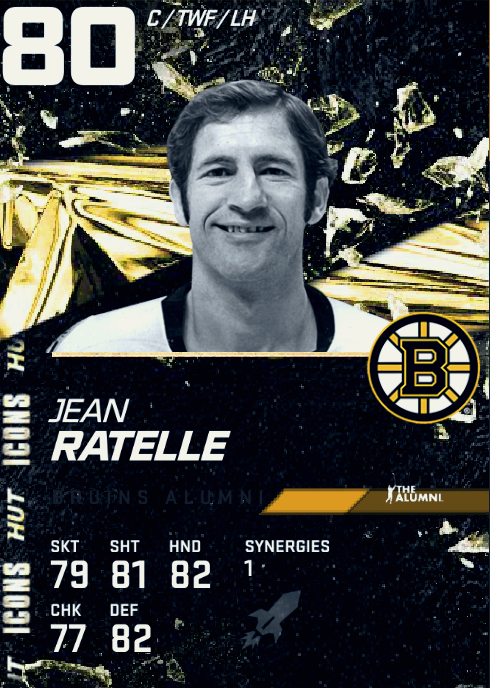 80
C / TWF / LH
JEAN
RATELLE
BRUINS ALUMNI
THE
ALUMNI.
B
SKT SHT HND SYNERGIES
79 81 82 1
CHK DEF
77 82
HUT
ICONS
HUT
ICONS